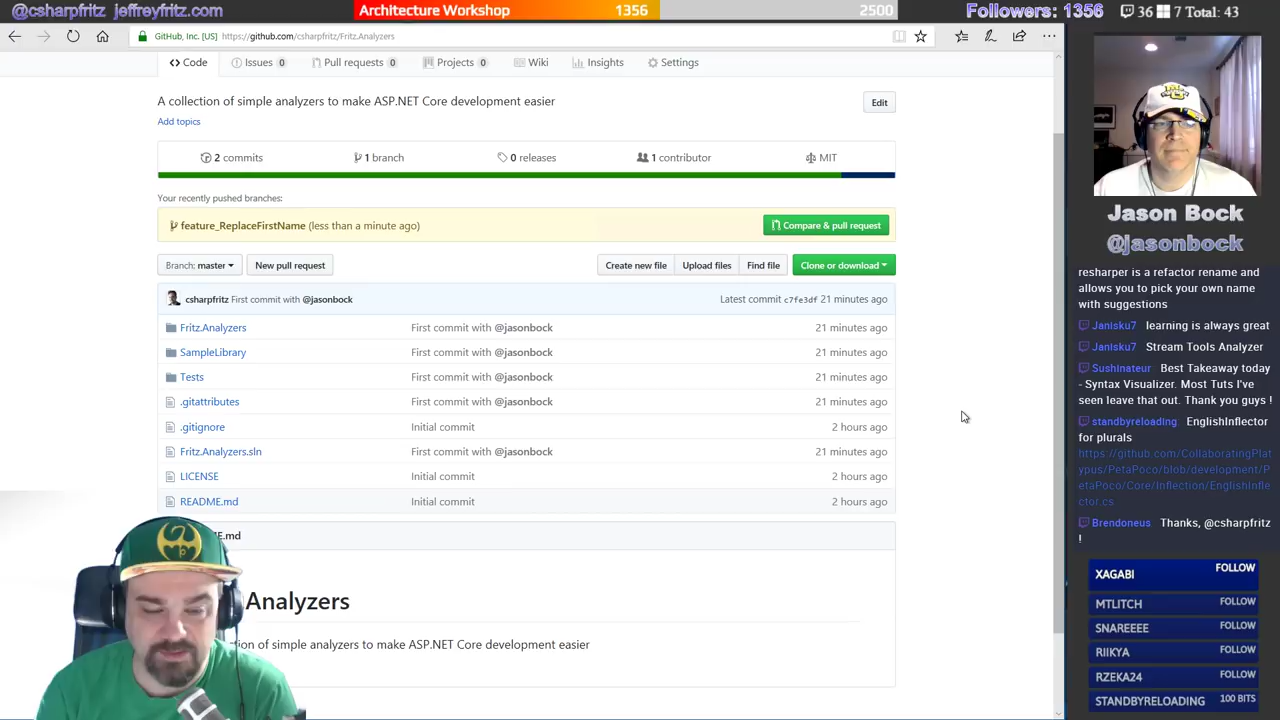 @csharpfritz jeffreyfritz.com
Architecture Workshop 1356 2500
Followers: 1356 36 7 Total: 43
GitHub, Inc. [US] https://github.com/csharpfritz/Fritz.Analyzers
Code Issues 0 Pull requests 0 Projects 0 Wiki Insights Settings
A collection of simple analyzers to make ASP.NET Core development easier
Edit
Add topics
2 commits 1 branch 0 releases 1 contributor MIT
Your recently pushed branches:
feature_ReplaceFirstName (less than a minute ago) Compare & pull request
Branch: master New pull request Create new file Upload files Find file Clone or download
csharpfritz First commit with @jasonbock Latest commit c7fe3df 21 minutes ago
Fritz.Analyzers First commit with @jasonbock 21 minutes ago
SampleLibrary First commit with @jasonbock 21 minutes ago
Tests First commit with @jasonbock 21 minutes ago
.gitattributes First commit with @jasonbock 21 minutes ago
.gitignore Initial commit 2 hours ago
Fritz.Analyzers.sln First commit with @jasonbock 21 minutes ago
LICENSE Initial commit 2 hours ago
README.md Initial commit 2 hours ago
.md
Analyzers
tion of simple analyzers to make ASP.NET Core development easier
Jason Bock
@jasonbock
resharper is a refactor rename and
allows you to pick your own name
with suggestions
Janisku7 learning is always great
Janisku7 Stream Tools Analyzer
Sushinateur Best Takeaway today
- Syntax Visualizer. Most Tuts I've
seen leave that out. Thank you guys !
standbyreloading EnglishInflector
for plurals
https://github.com/CollaboratingPlat
ypus/PetaPoco/blob/development/P
etaPoco/Core/Inflection/EnglishInfle
ctor.cs
Brendoneus Thanks, @csharpfritz
!
XAGABI FOLLOW
MTLITCH FOLLOW
SNAREEEE FOLLOW
RIIKYA FOLLOW
RZEKA24 FOLLOW
STANDBYRELOADING 100 BITS